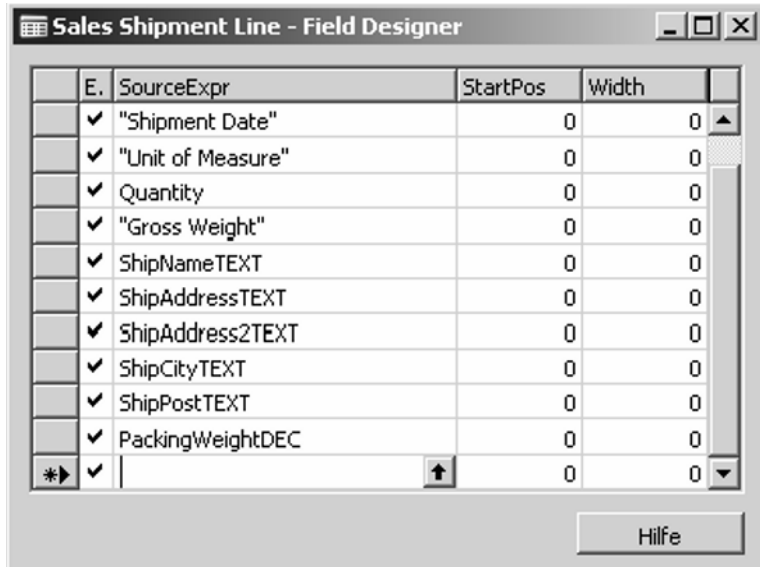 Sales Shipment Line - Field Designer
E. SourceExpr StartPos Width
"Shipment Date" 0 0
"Unit of Measure" 0 0
Quantity 0 0
"Gross Weight" 0 0
ShipNameTEXT 0 0
ShipAddressTEXT 0 0
ShipAddress2TEXT 0 0
ShipCityTEXT 0 0
ShipPostTEXT 0 0
PackingWeightDEC 0 0
0 0
Hilfe